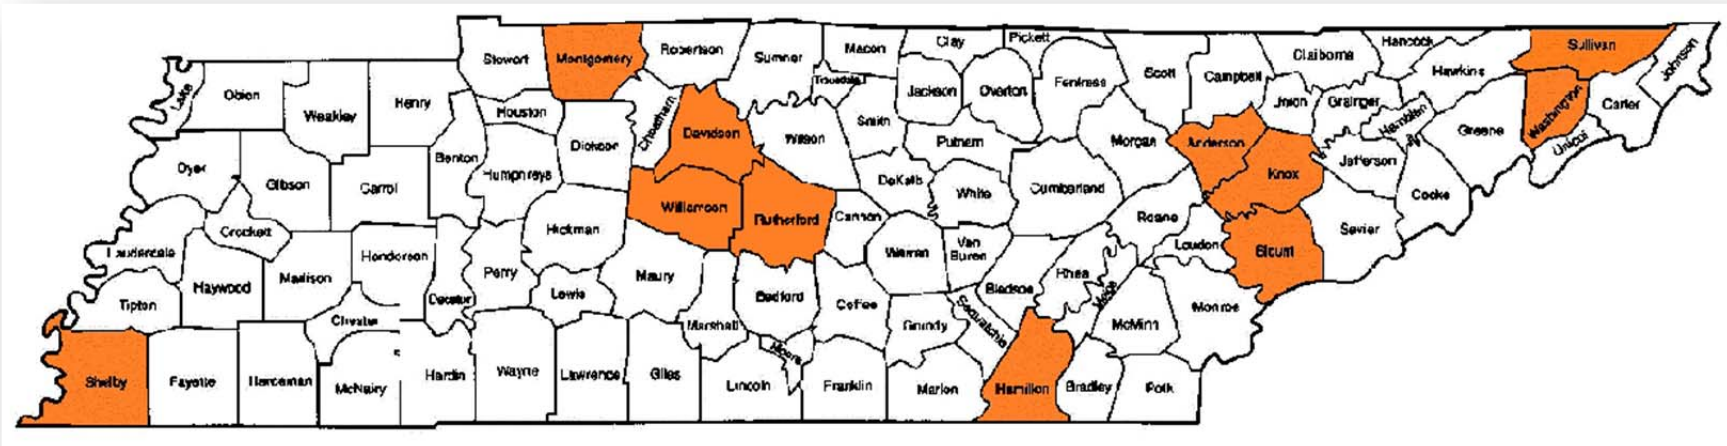 Stewart
Montgomery
Robertson
Sumner
Macon
Clay
Pickett
Claiborne
Hancock
Sullivan
Johnson
Lake
Obion
Weakley
Henry
Houston
Cheatham
Davidson
Trousdale
Jackson
Overton
Fentress
Scott
Campbell
Union
Grainger
Hawkins
Hamblen
Greene
Washington
Carter
Unicoi
Dyer
Gibson
Carrol
Benton
Humphreys
Dickson
Wilson
Smith
Putnam
Morgan
Anderson
Knox
Jefferson
Cocke
Crockett
Williamson
Rutherford
Cannon
DeKalb
White
Cumberland
Roane
Loudon
Blount
Sevier
Lauderdale
Haywood
Madison
Henderson
Hickman
Perry
Decatur
Lewis
Maury
Bedford
Coffee
Warren
Van
Buren
Bledsoe
Rhea
Meigs
McMinn
Monroe
Tipton
Chester
Marshall
Moore
Grundy
Sequatchie
Shelby
Fayette
Hardeman
McNairy
Hardin
Wayne
Lawrence
Giles
Lincoln
Franklin
Marion
Hamilton
Bradley
Polk